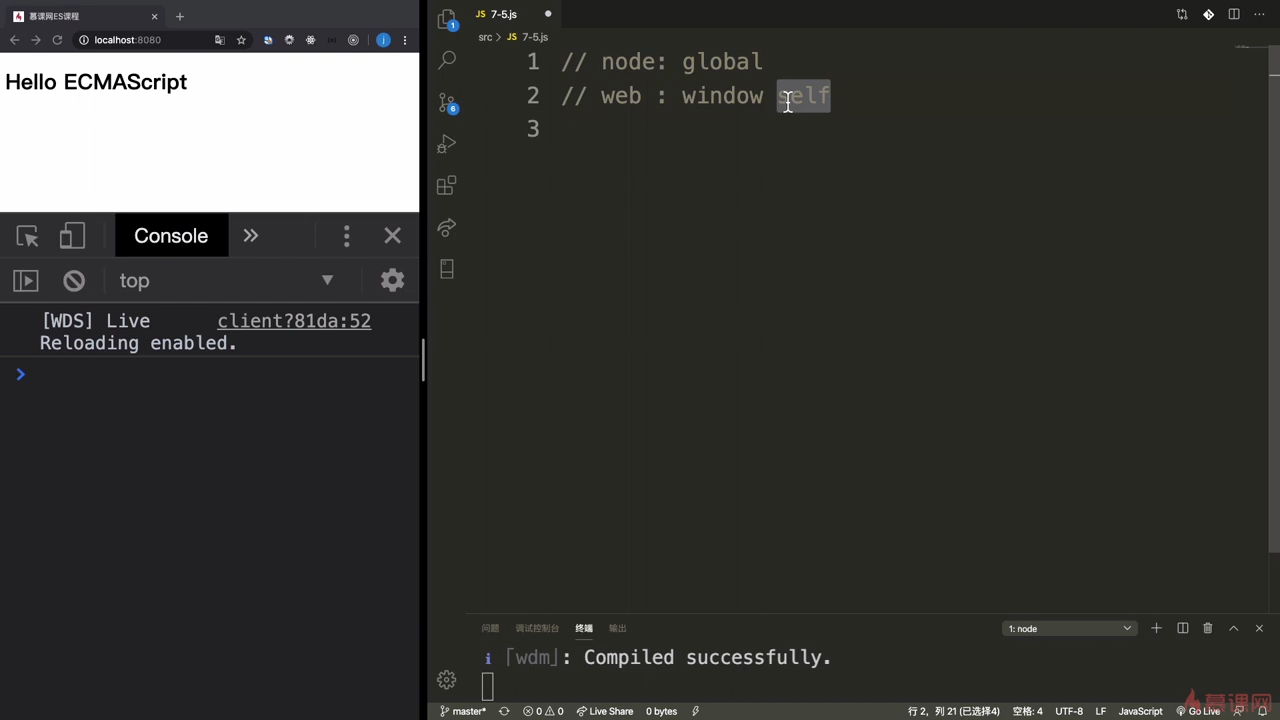 慕课网ES课程
localhost:8080
Hello ECMAScript
Console
top
[WDS] Live client?81da:52
Reloading enabled.
7-5.js
src > 7-5.js
1 // node: global
2 // web : window self
3
问题 调试控制台 终端 输出 1: node
i ｢wdm｣: Compiled successfully.
master* Live Share 0 bytes 行 2，列 21 (已选择4) 空格: 4 UTF-8 LF JavaScript Go Live
慕课网